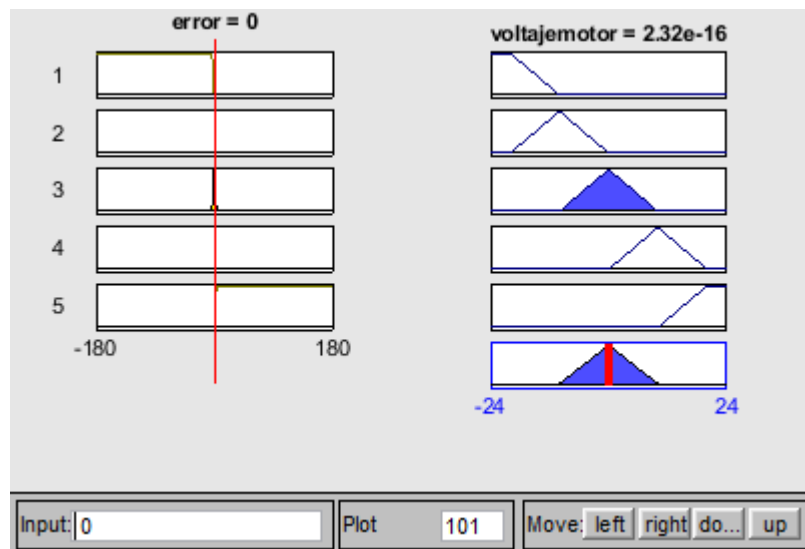 error = 0
voltajemotor = 2.32e-16
1
2
3
4
5
-180 180
-24 24
Input: 0
Plot 101
Move: left right do... up